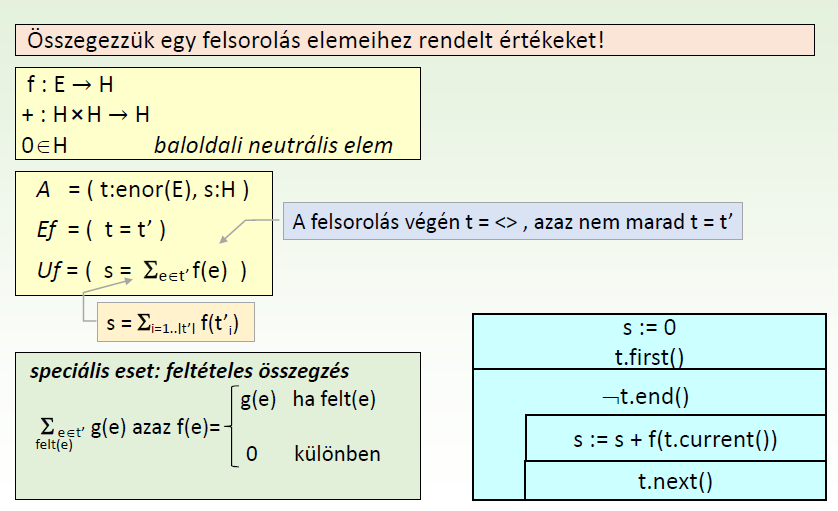 Összegezzük egy felsorolás elemeihez rendelt értékeket!
f : E → H
+ : H×H → H
0∈H baloldali neutrális elem
A = ( t:enor(E), s:H )
Ef = ( t = t’ )
Uf = ( s = Σe∈t’ f(e) )
A felsorolás végén t = <> , azaz nem marad t = t’
s = Σi=1..|t’| f(t’i)
speciális eset: feltételes összegzés
Σe∈t’ g(e) azaz f(e)= g(e) ha felt(e)
felt(e)
0 különben
s := 0
t.first()
¬t.end()
s := s + f(t.current())
t.next()